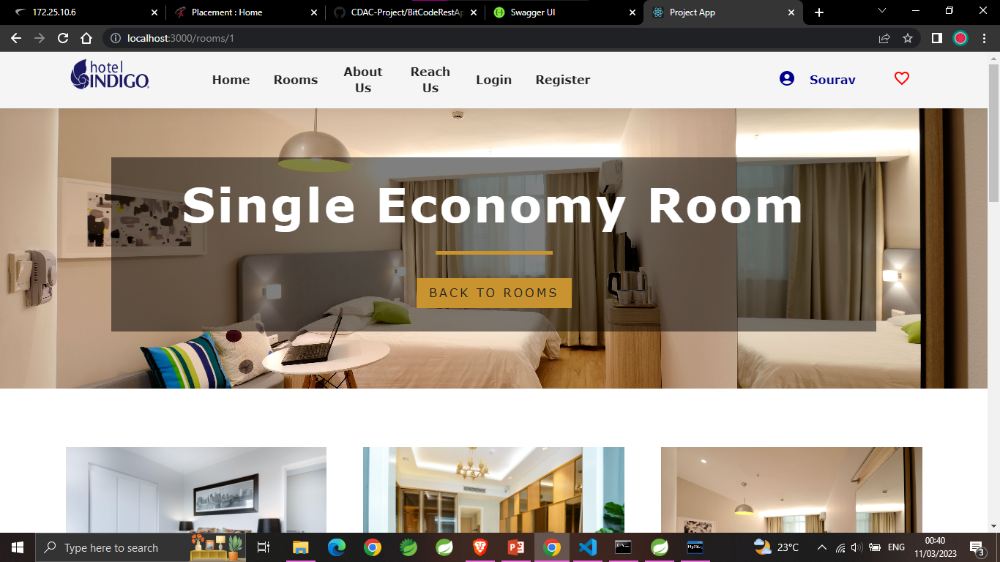 172.25.10.6
Placement : Home
CDAC-Project/BitCodeRestAp
Swagger UI
Project App
localhost:3000/rooms/1
hotel
INDIGO
Home
Rooms
About
Us
Reach
Us
Login
Register
Sourav
Single Economy Room
BACK TO ROOMS
Type here to search
23°C
ENG
00:40
11/03/2023
3